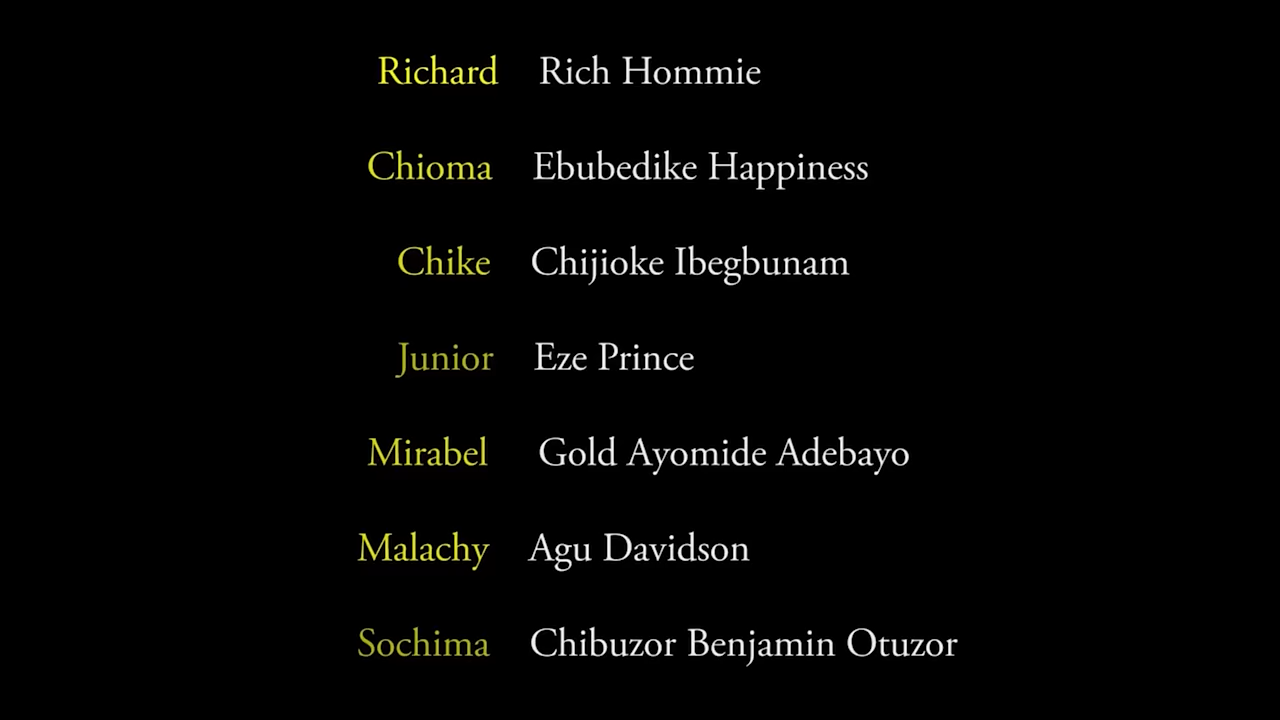 Richard Rich Hommie
Chioma Ebubedike Happiness
Chike Chijioke Ibegbunam
Junior Eze Prince
Mirabel Gold Ayomide Adebayo
Malachy Agu Davidson
Sochima Chibuzor Benjamin Otuzor